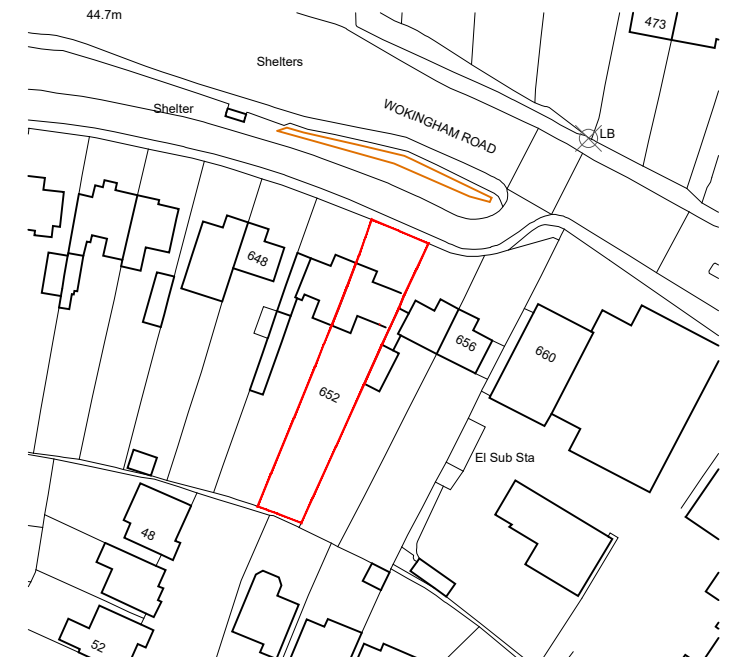 44.7m
473
Shelters
Shelter
WOKINGHAM ROAD
LB
648
656
660
652
El Sub Sta
48
52